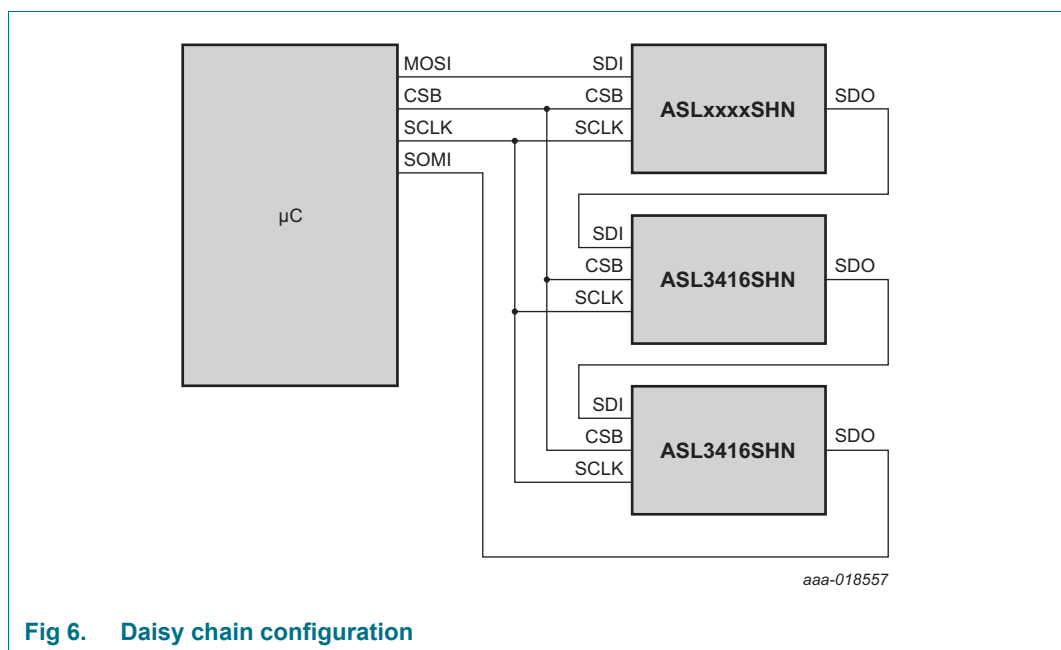 MOSI SDI
CSB CSB
SCLK SCLK
SOMI
ASLxxxxSHN
SDO
µC
SDI
CSB
SCLK
ASL3416SHN
SDO
SDI
CSB
SCLK
ASL3416SHN
SDO
aaa-018557
Fig 6. Daisy chain configuration